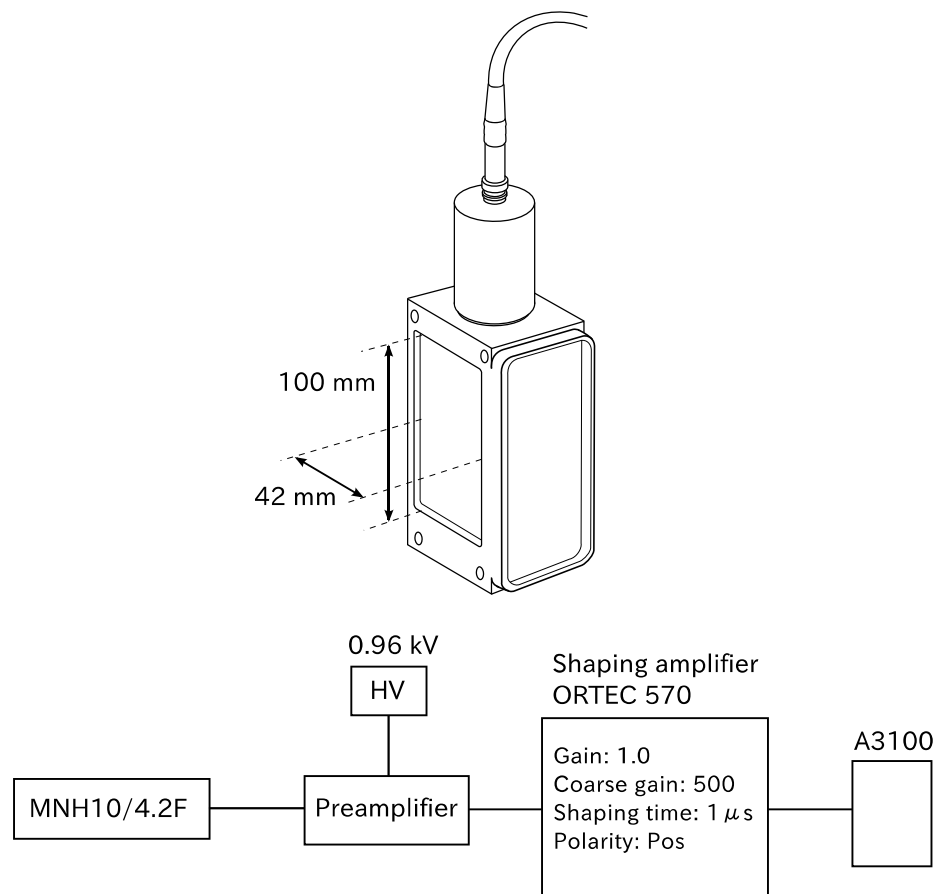 100 mm
42 mm
0.96 kV
HV
Shaping amplifier
ORTEC 570
Gain: 1.0
Coarse gain: 500
Shaping time: 1 μs
Polarity: Pos
A3100
MNH10/4.2F
Preamplifier